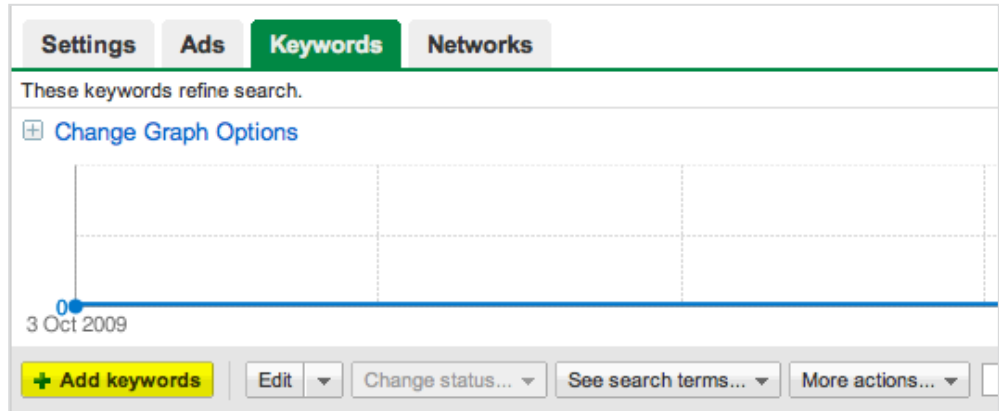 Settings Ads Keywords Networks
These keywords refine search.
Change Graph Options
0
3 Oct 2009
+ Add keywords Edit Change status... See search terms... More actions...